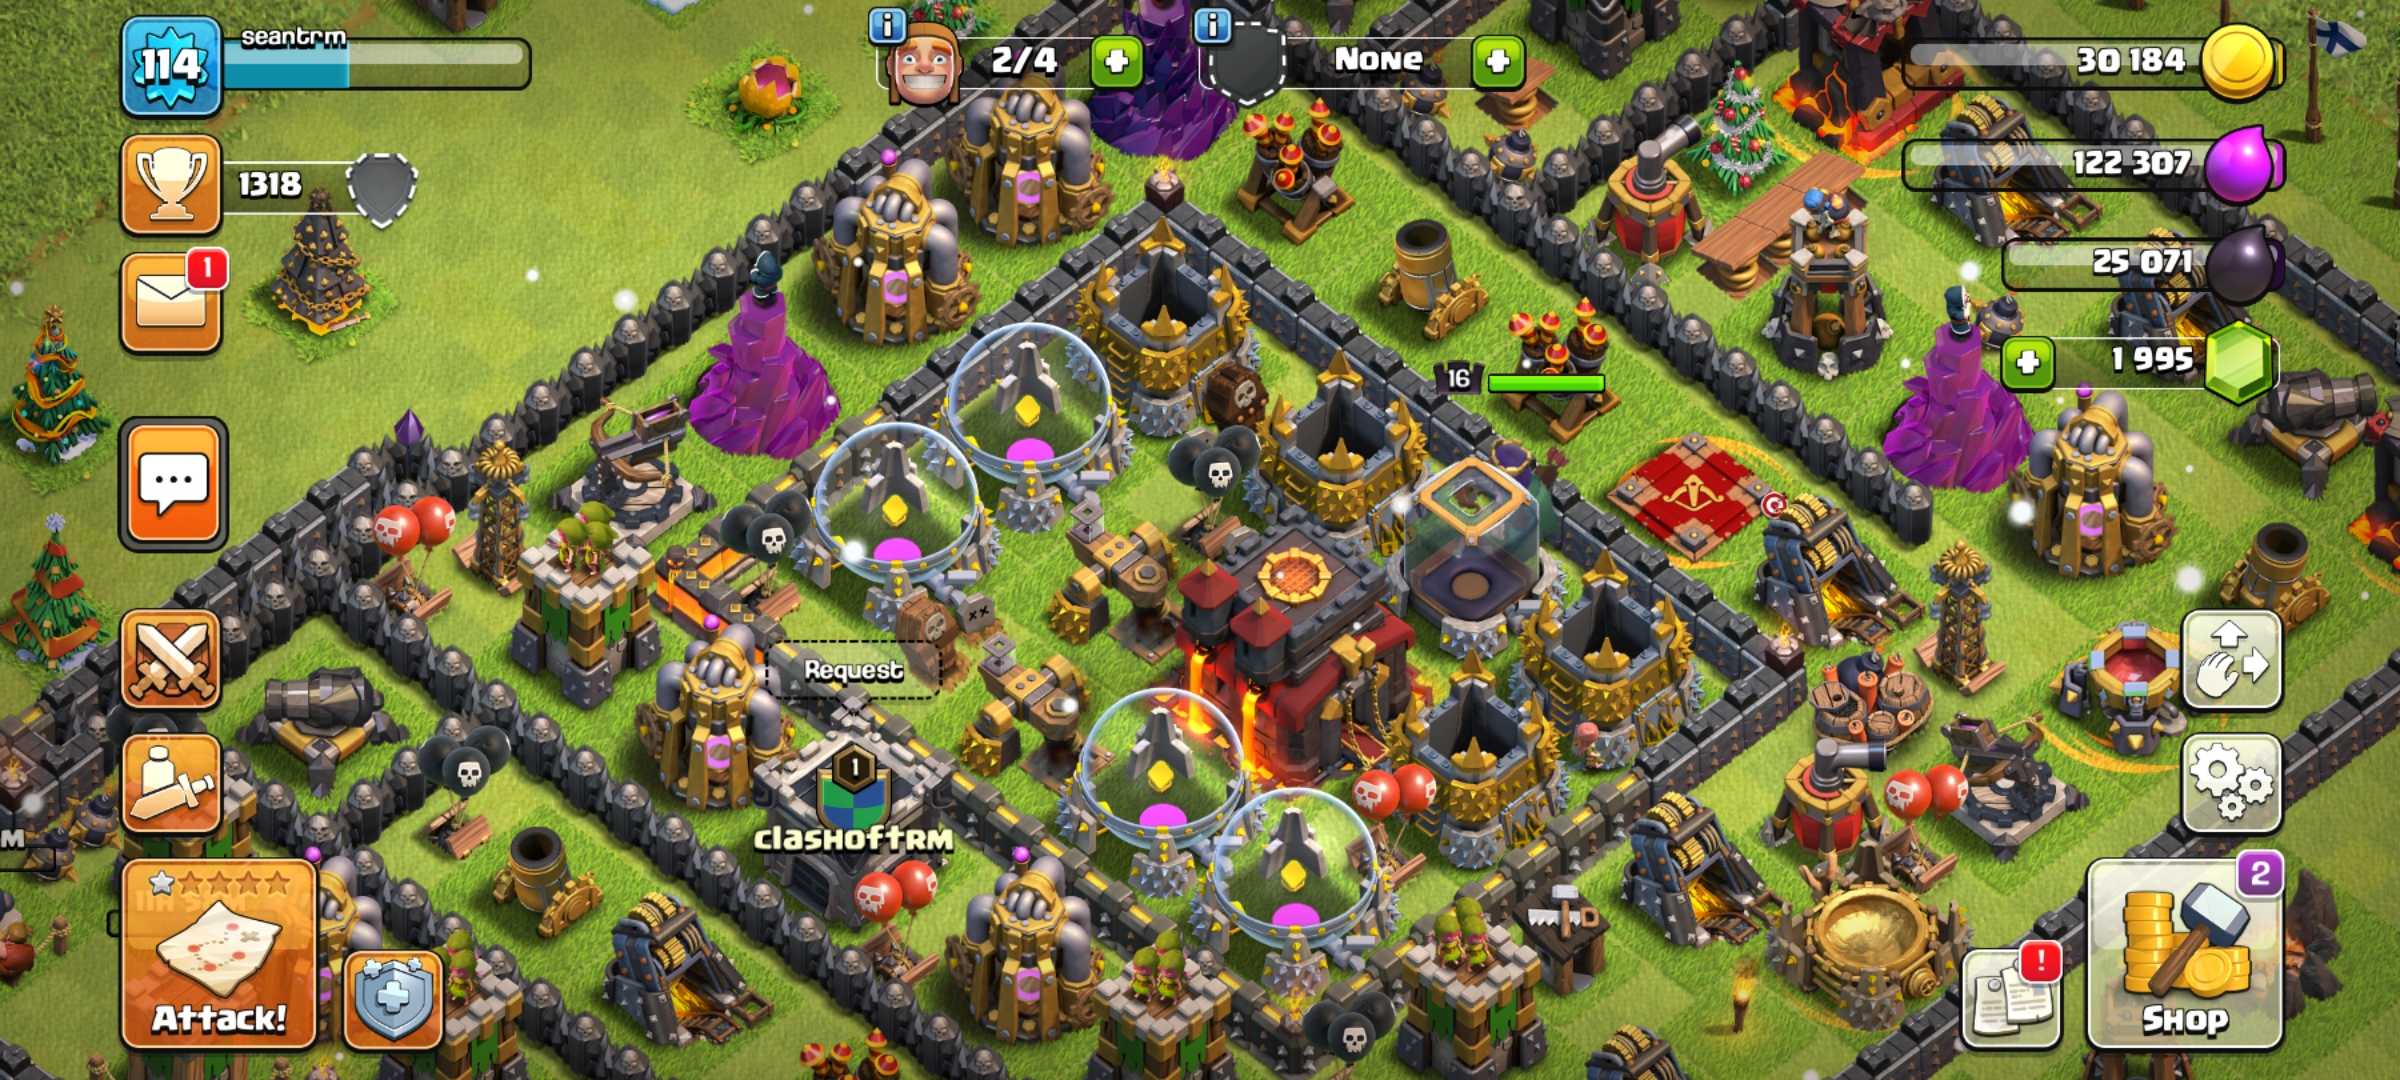 114
seantrm
2/4
None
30 184
1318
122 307
1
25 071
1 995
16
Request
1
clashoftrm
M
2
!
Attack!
Shop